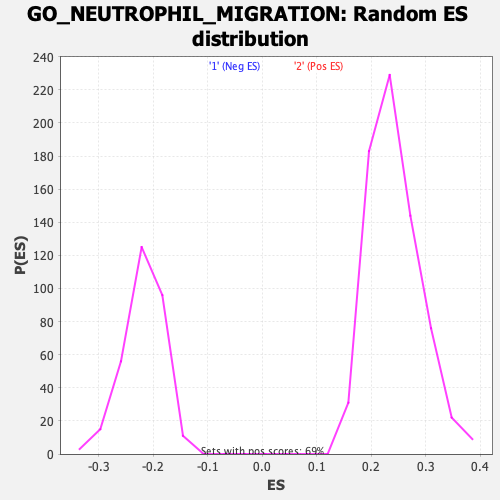 GO_NEUTROPHIL_MIGRATION: Random ES
distribution
'1' (Neg ES) '2' (Pos ES)
240
220
200
180
160
140
120
100
80
60
40
20
0
P(ES)
Sets with pos scores: 69%
-0.3 -0.2 -0.1 0.0 0.1 0.2 0.3 0.4
ES